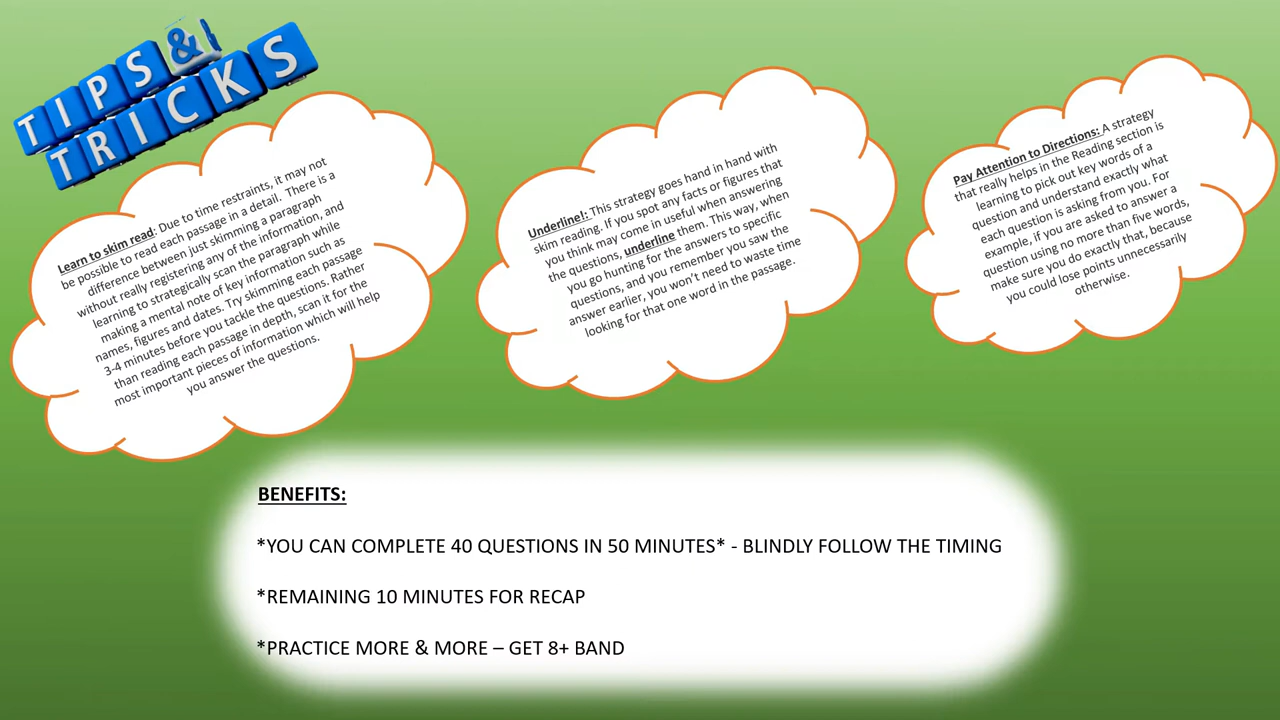 TIPS &
TRICKS
Learn to skim read: Due to time restraints, it may not
be possible to read each passage in a detail. There is a
difference between just skimming a paragraph
without really registering any of the information, and
learning to strategically scan the paragraph while
making a mental note of key information such as
names, figures and dates. Try skimming each passage
3-4 minutes before you tackle the questions. Rather
than reading each passage in depth, scan it for the
most important pieces of information which will help
you answer the questions.
Underline!: This strategy goes hand in hand with
skim reading. If you spot any facts or figures that
you think may come in useful when answering
the questions, underline them. This way, when
you go hunting for the answers to specific
questions, and you remember you saw the
answer earlier, you won't need to waste time
looking for that one word in the passage.
Pay Attention to Directions: A strategy
that really helps in the Reading section is
learning to pick out key words of a
question and understand exactly what
each question is asking from you. For
example, if you are asked to answer a
question using no more than five words,
make sure you do exactly that, because
you could lose points unnecessarily
otherwise.
BENEFITS:
*YOU CAN COMPLETE 40 QUESTIONS IN 50 MINUTES* - BLINDLY FOLLOW THE TIMING
*REMAINING 10 MINUTES FOR RECAP
*PRACTICE MORE & MORE – GET 8+ BAND